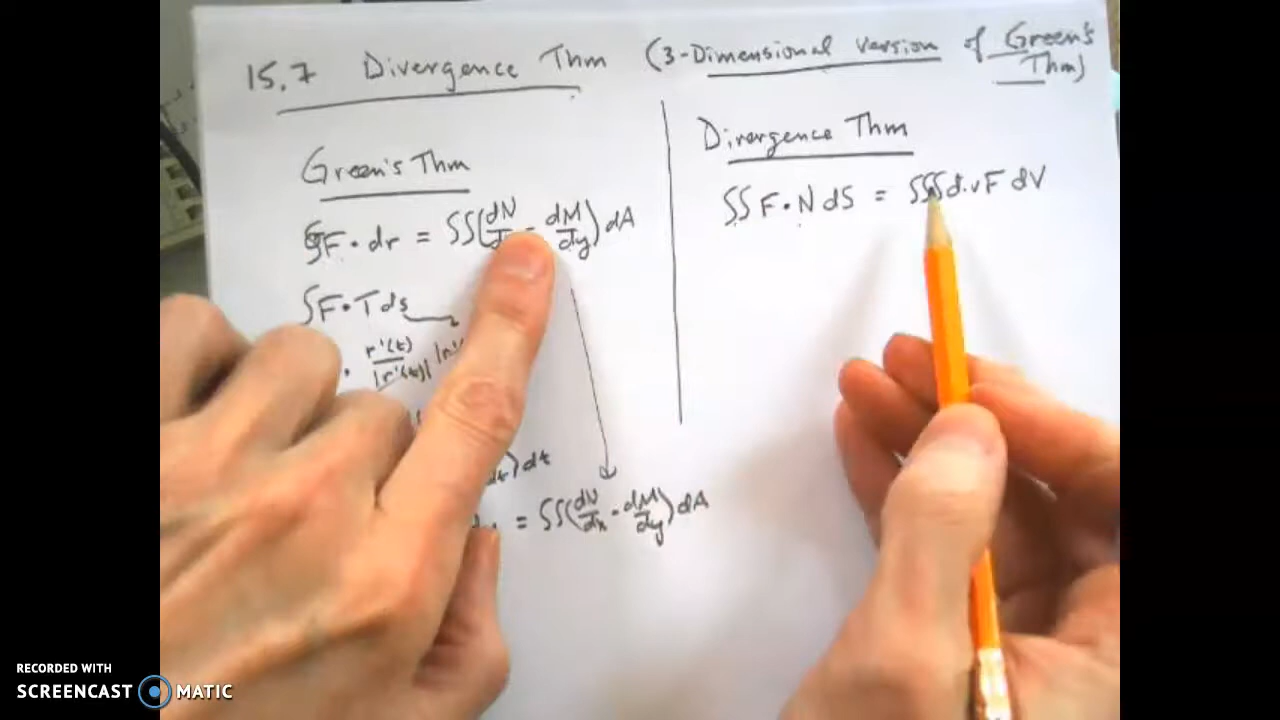 15.7 Divergence Thm (3-Dimensional version of Green's Thm)
Green's Thm
∮F • dr = ∫∫(dN/d - dM/dy) dA
∫F • T ds
• r'(t)/|r'(t)| |r'
) dt
= ∫∫(dN/dx - dM/dy) dA
Divergence Thm
∫∫ F • N dS = ∫∫∫ div F dV
RECORDED WITH
SCREENCAST MATIC